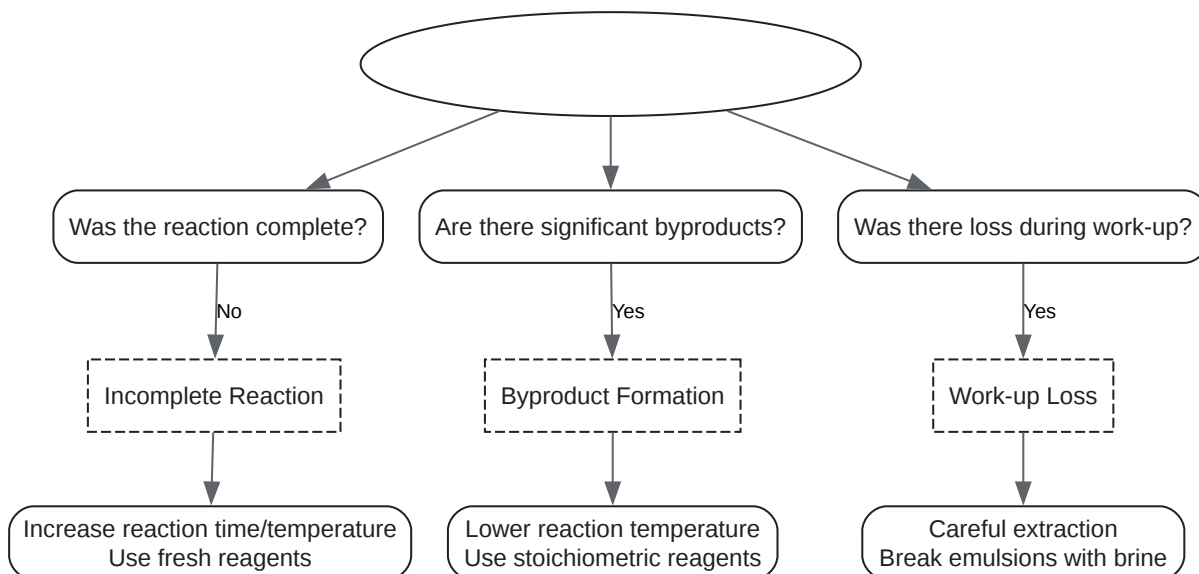 Was the reaction complete?
Are there significant byproducts?
Was there loss during work-up?
No
Yes
Yes
Incomplete Reaction
Byproduct Formation
Work-up Loss
Increase reaction time/temperature
Use fresh reagents
Lower reaction temperature
Use stoichiometric reagents
Careful extraction
Break emulsions with brine